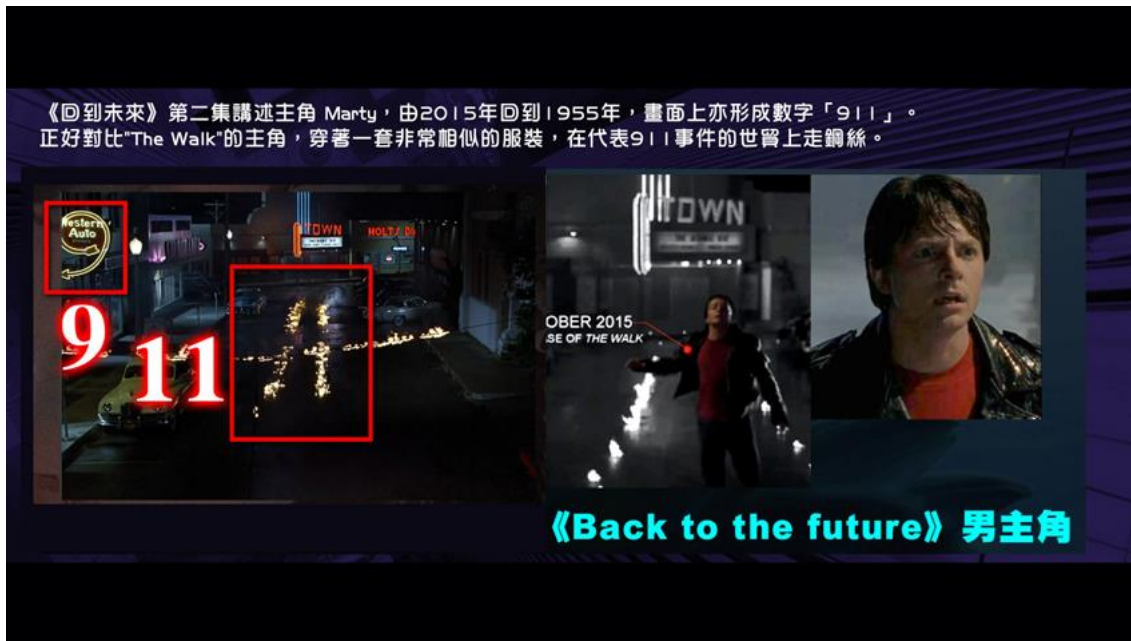 《回到未來》第二集講述主角 Marty，由2015年回到1955年，畫面上亦形成數字「911」。
正好對比"The Walk"的主角，穿著一套非常相似的服裝，在代表911事件的世貿上走鋼絲。
Western
Auto
TOWN
HOLTS
9
11
TOWN
OBER 2015
SE OF THE WALK
《Back to the future》男主角